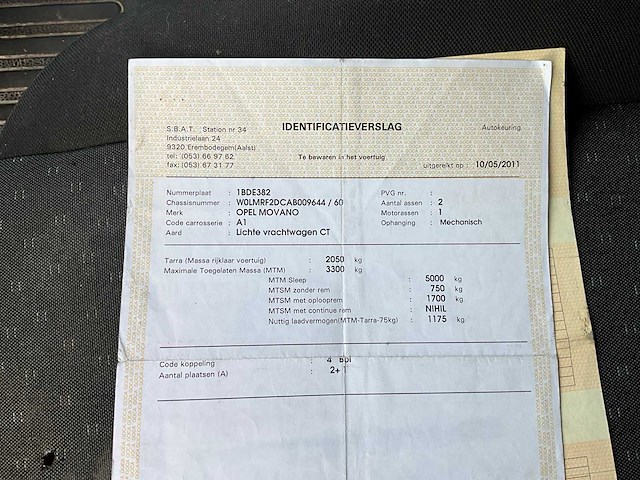 IDENTIFICATIEVERSLAG
S.B.A.T. Station nr 34
Autokeuring
Industrielaan 24
9320 Erembodegem(Aalst)
tel: (053) 66 97 62
Te bewaren in het voertuig
fax: (053) 67 31 77
uitgereikt op : 10/05/2011
Nummerplaat : 1BDE382
PVG nr. :
Chassisnummer : W0LMRF2DCAB009644 / 60
Aantal assen : 2
Merk : OPEL MOVANO
Motorassen : 1
Code carrosserie : A1
Ophanging : Mechanisch
Aard : Lichte vrachtwagen CT
Tarra (Massa rijklaar voertuig) : 2050 kg
Maximale Toegelaten Massa (MTM) : 3300 kg
MTM Sleep : 5000 kg
MTSM zonder rem : 750 kg
MTSM met oplooprem : 1700 kg
MTSM met continue rem : NIHIL
Nuttig laadvermogen(MTM-Tarra-75kg) : 1175 kg
Code koppeling : 4 Bol
Aantal plaatsen (A) : 2+ 1